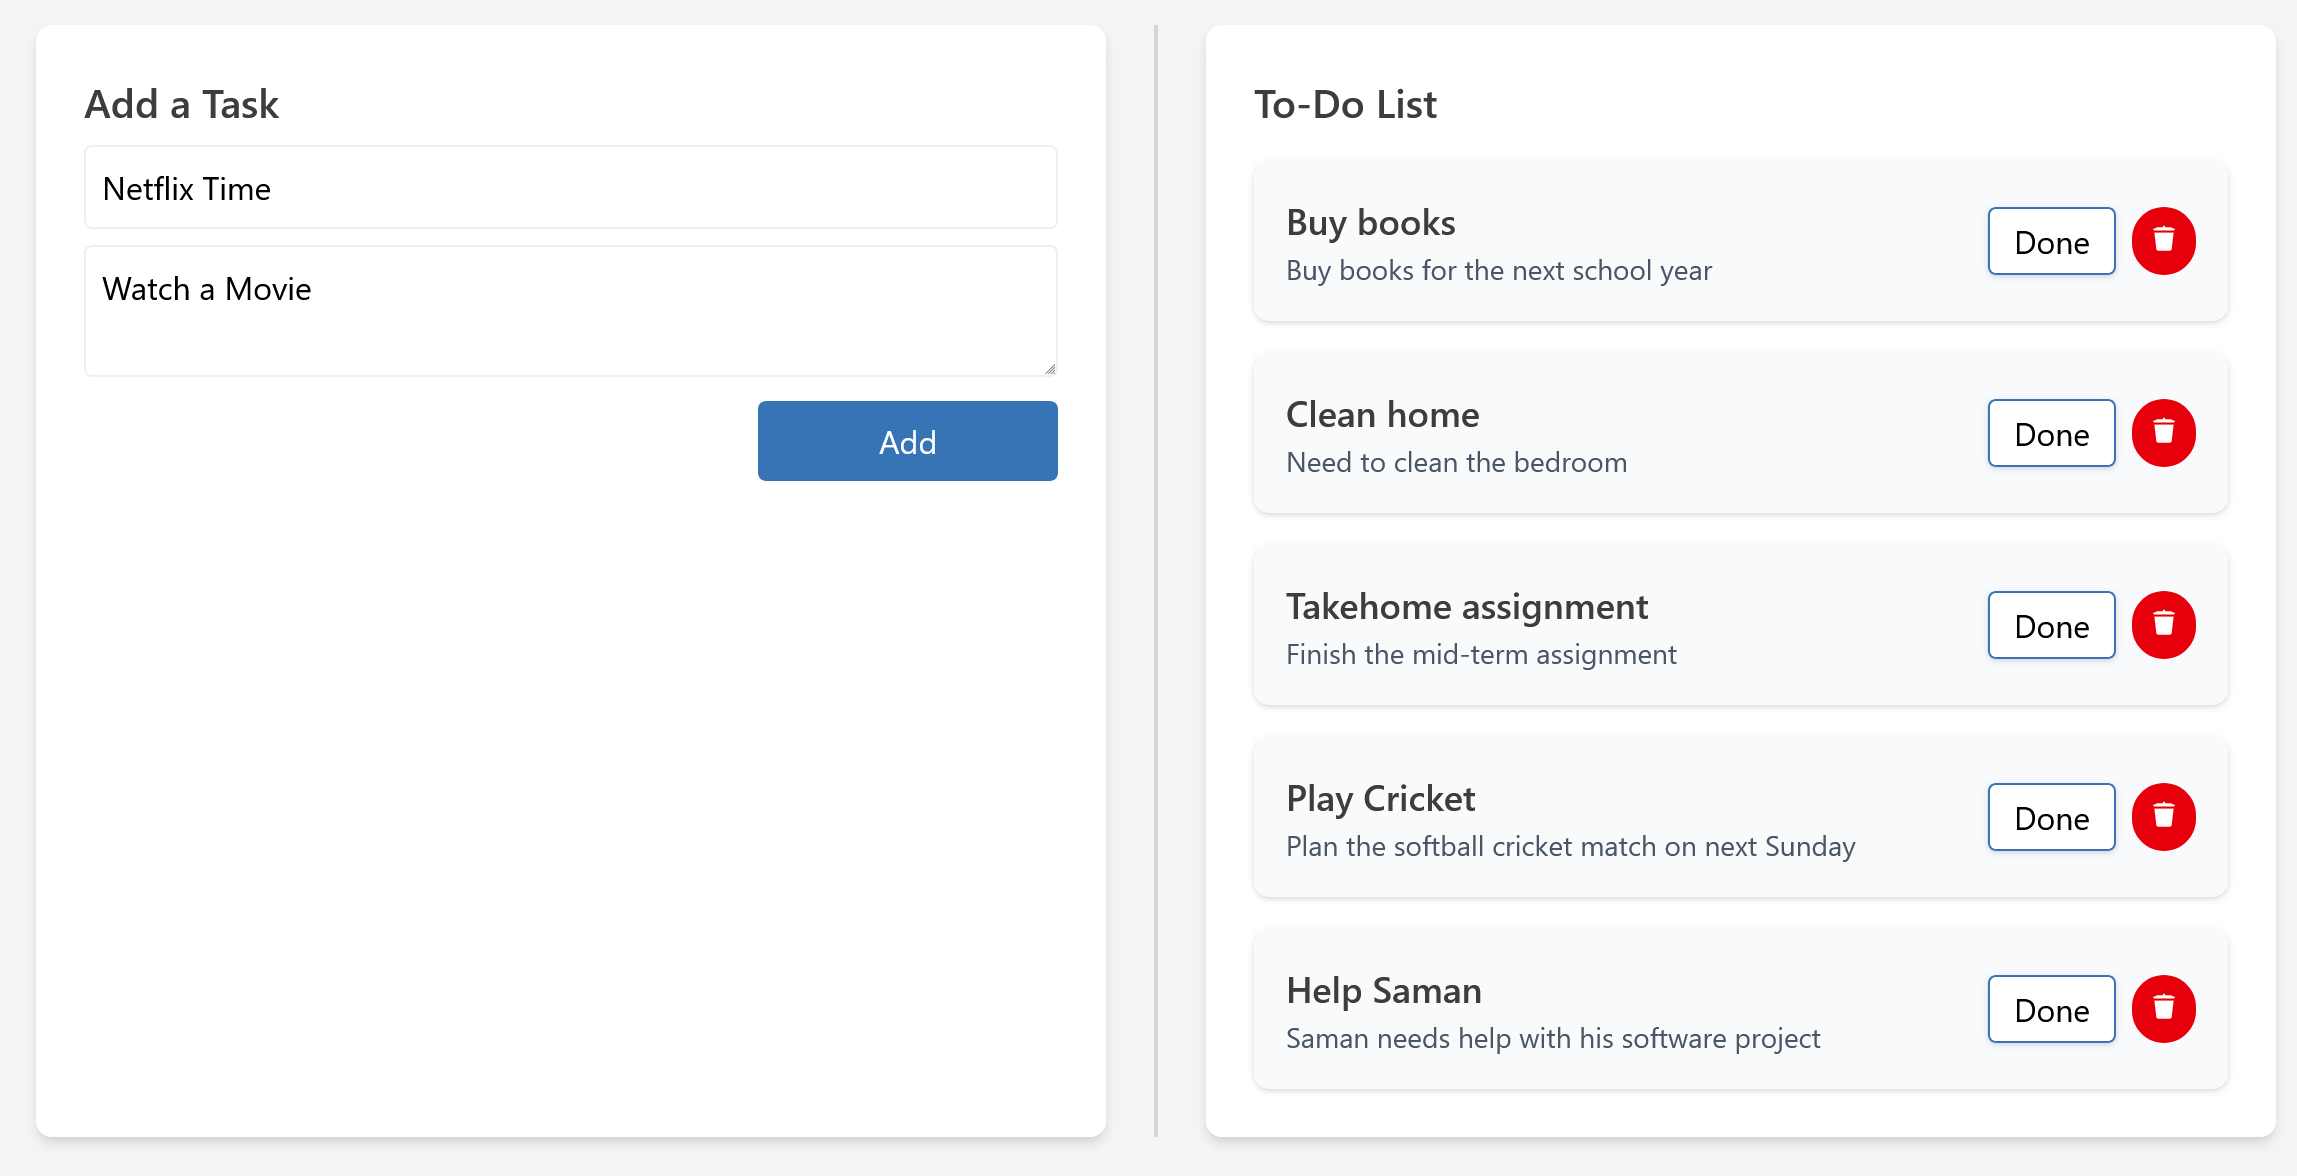 Add a Task
Netflix Time
Watch a Movie
Add
To-Do List
Buy books
Buy books for the next school year
Done
Clean home
Need to clean the bedroom
Done
Takehome assignment
Finish the mid-term assignment
Done
Play Cricket
Plan the softball cricket match on next Sunday
Done
Help Saman
Saman needs help with his software project
Done